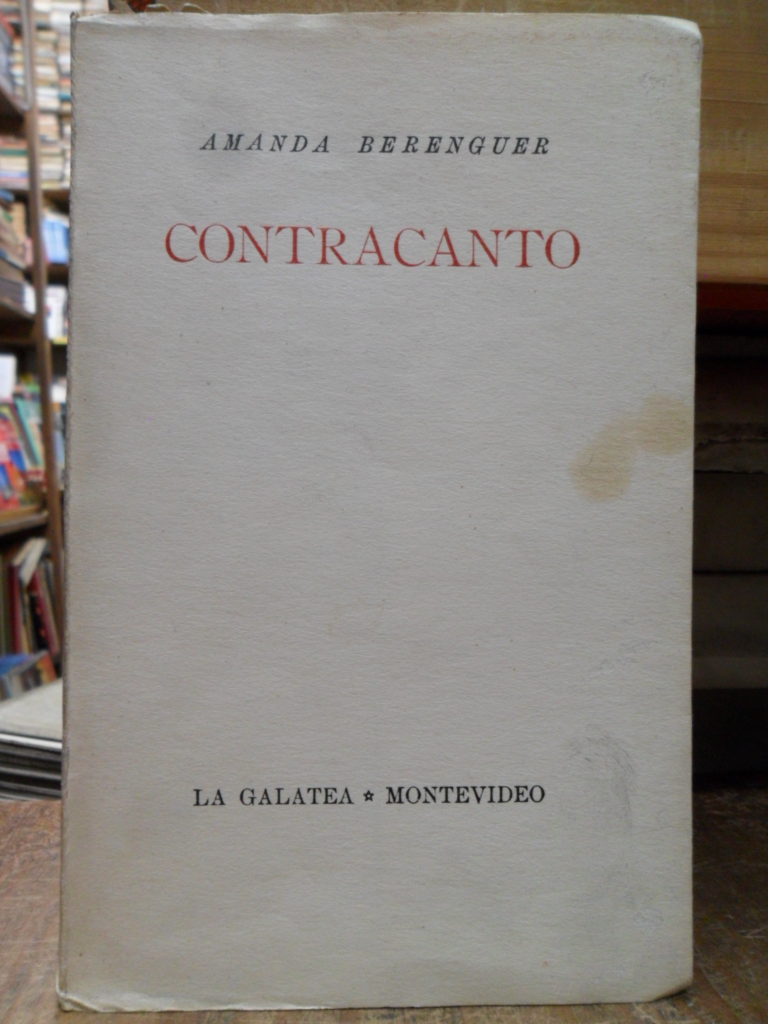 AMANDA BERENGUER
CONTRACANTO
LA GALATEA ☆ MONTEVIDEO